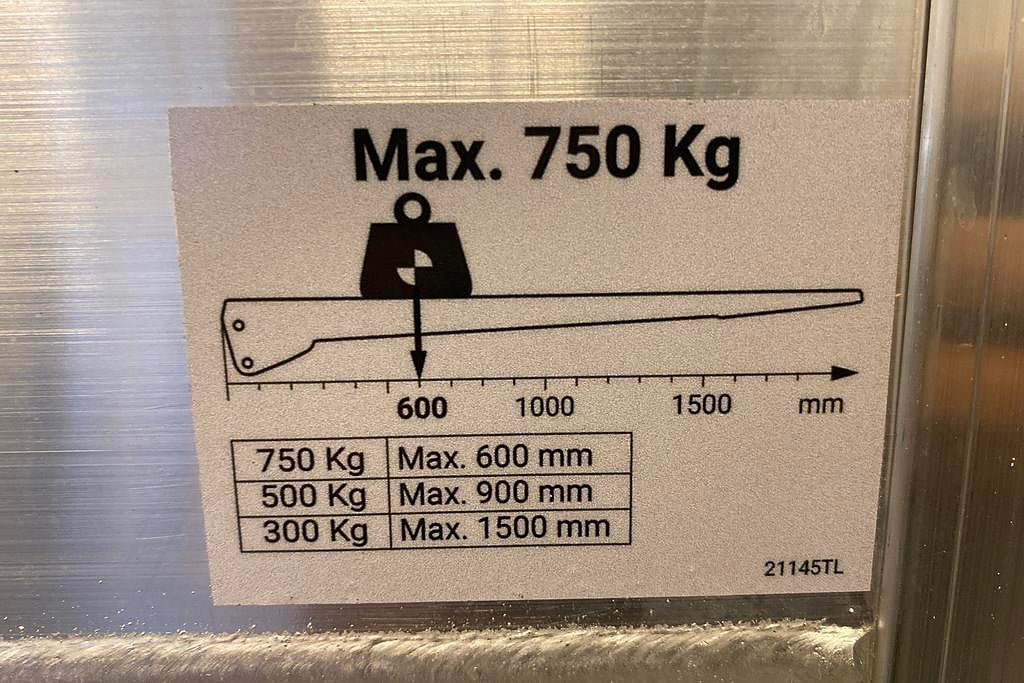 Max. 750 Kg
600 1000 1500 mm
750 Kg Max. 600 mm
500 Kg Max. 900 mm
300 Kg Max. 1500 mm
21145TL